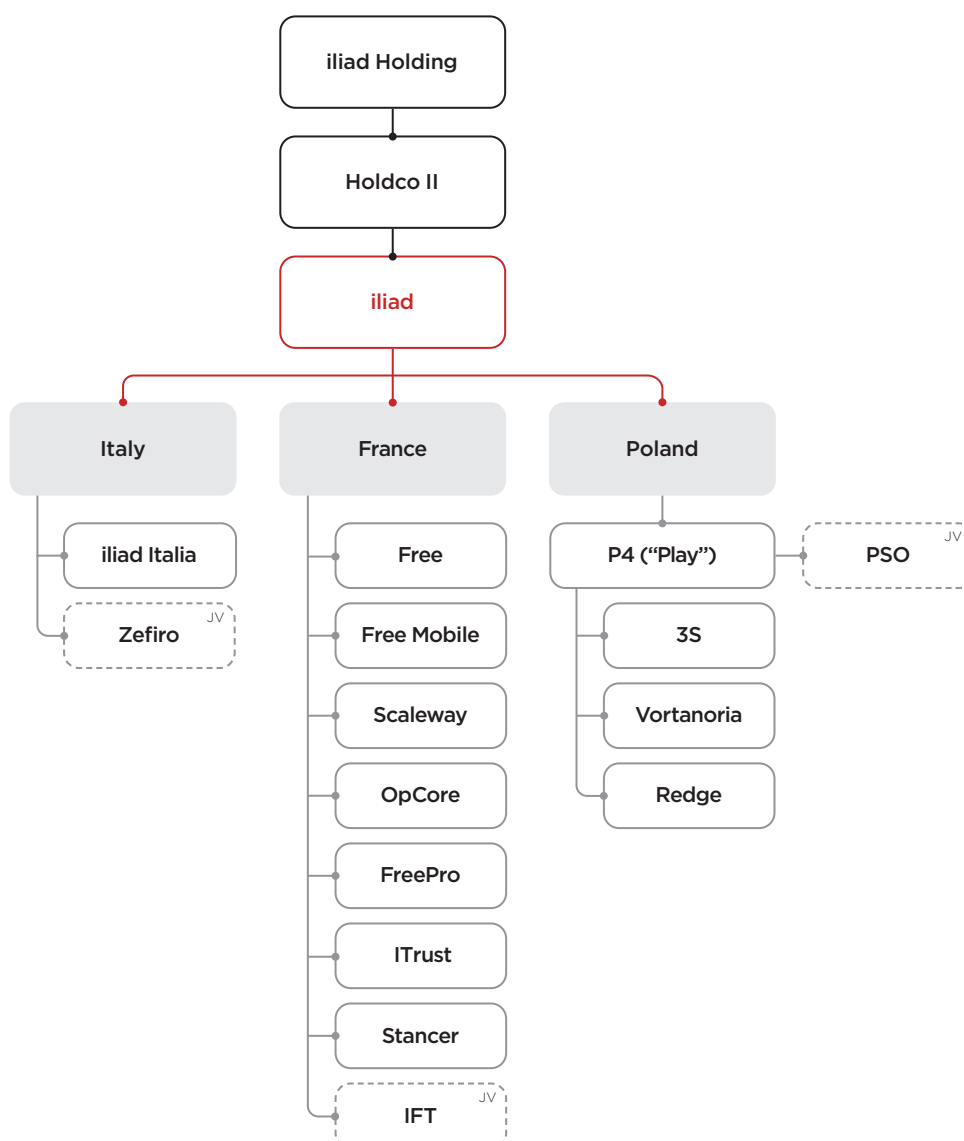 iliad Holding
Holdco II
iliad
Italy
France
Poland
iliad Italia
Zefiro
JV
Free
Free Mobile
Scaleway
OpCore
FreePro
ITrust
Stancer
IFT
JV
P4 (“Play”)
PSO
JV
3S
Vortanoria
Redge